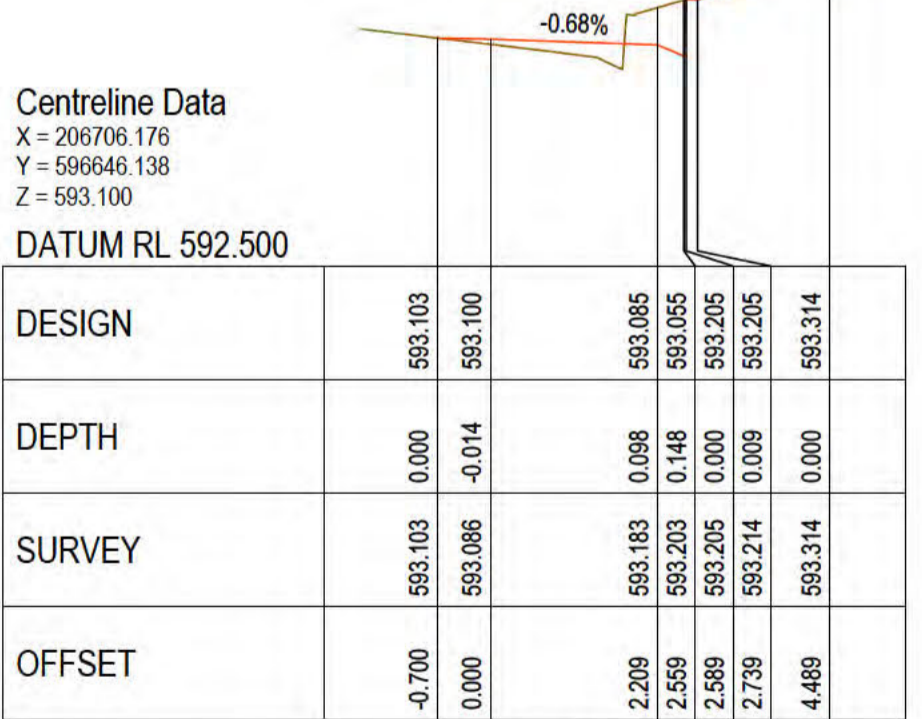 -0.68%
Centreline Data
X = 206706.176
Y = 596646.138
Z = 593.100
DATUM RL 592.500
DESIGN 593.103 593.100 593.085 593.055 593.205 593.205 593.314
DEPTH 0.000 -0.014 0.098 0.148 0.000 0.009 0.000
SURVEY 593.103 593.086 593.183 593.203 593.205 593.214 593.314
OFFSET -0.700 0.000 2.209 2.559 2.589 2.739 4.489